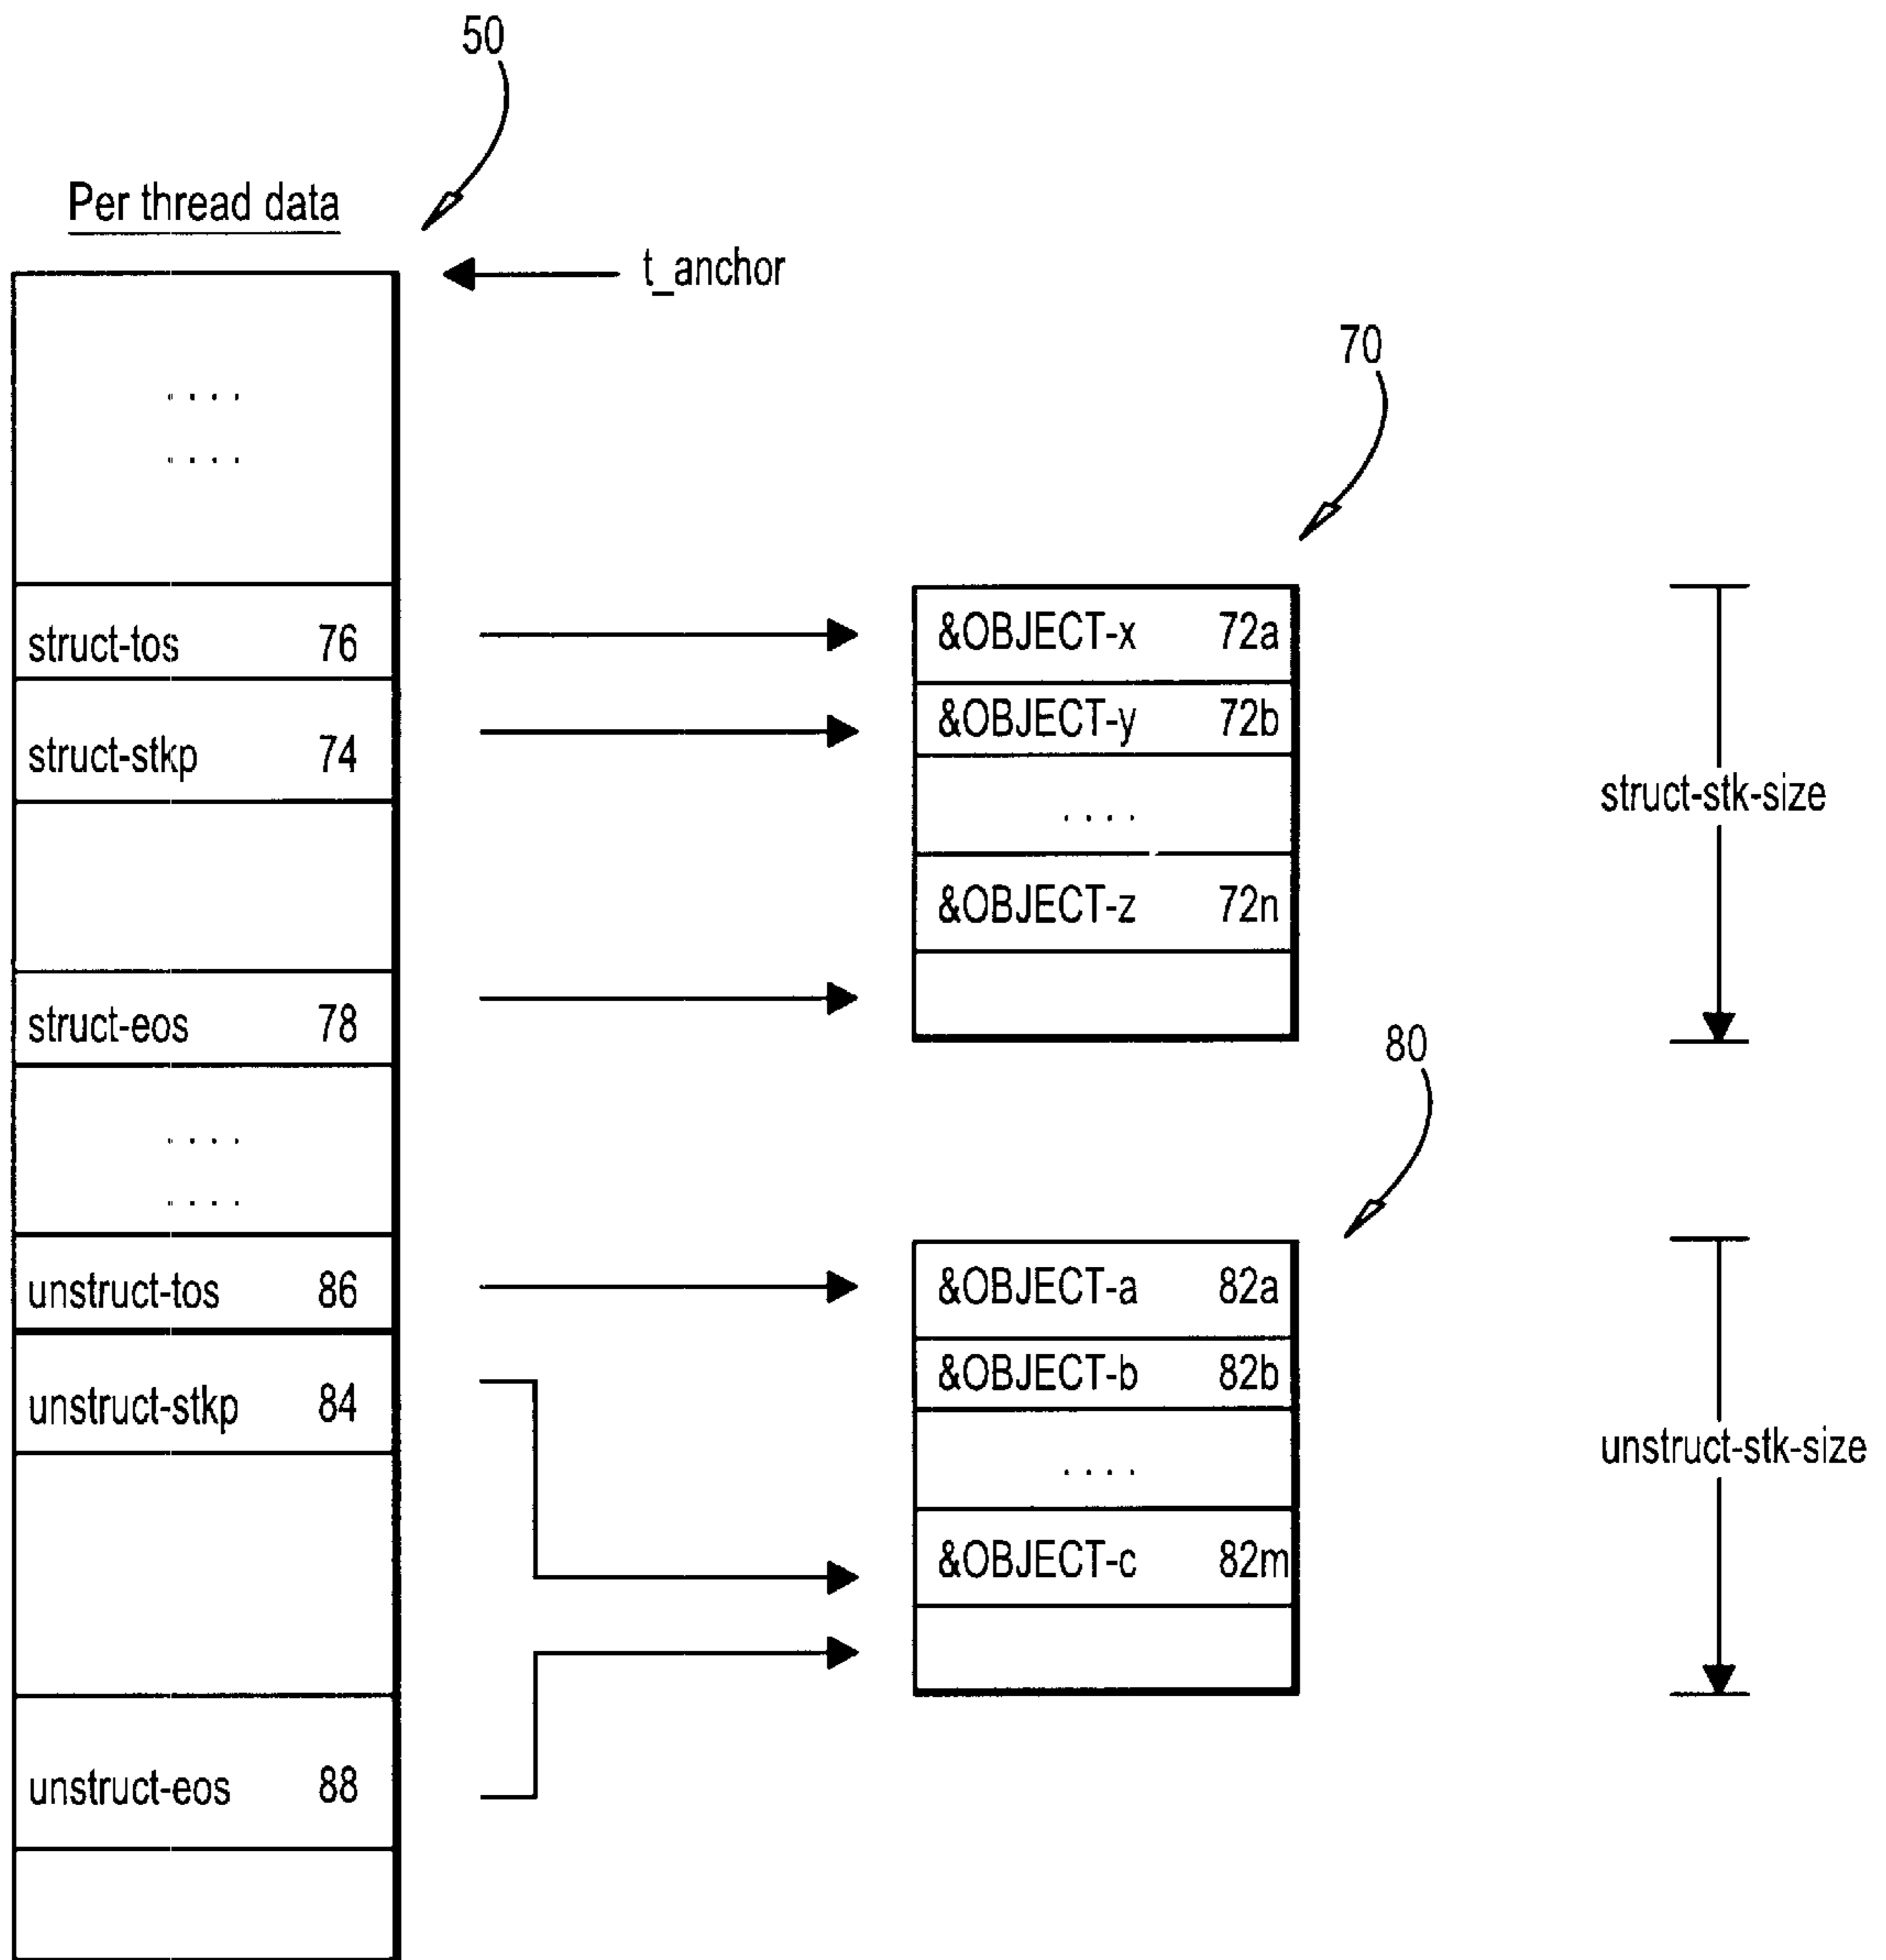 50
Per thread data
t_anchor
....
....
70
struct-tos 76
&OBJECT-x 72a
struct-stkp 74
&OBJECT-y 72b
....
struct-stk-size
&OBJECT-z 72n
struct-eos 78
80
....
....
unstruct-tos 86
&OBJECT-a 82a
unstruct-stkp 84
&OBJECT-b 82b
....
unstruct-stk-size
&OBJECT-c 82m
unstruct-eos 88